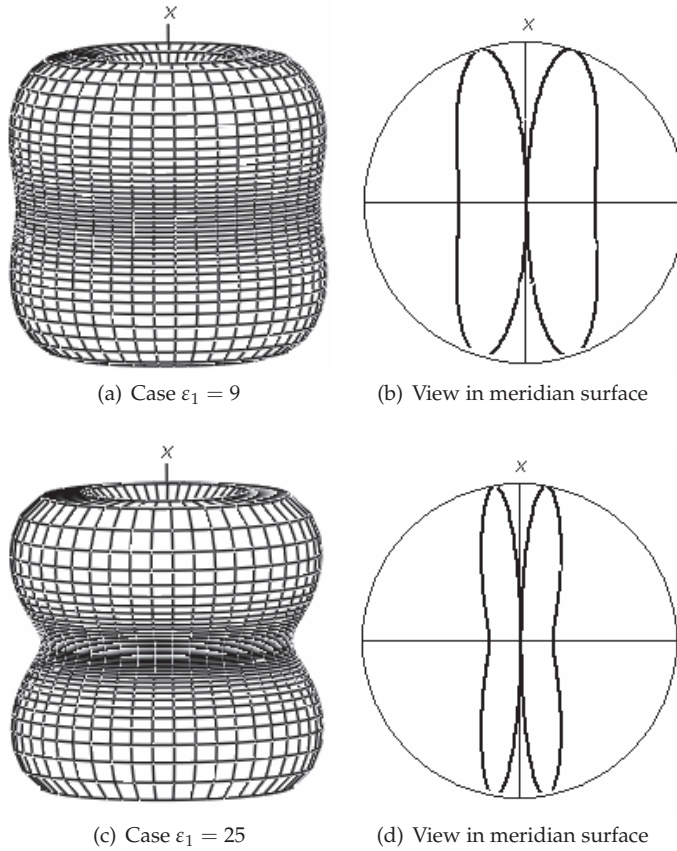 x
x
(a) Case ε₁ = 9
(b) View in meridian surface
x
x
(c) Case ε₁ = 25
(d) View in meridian surface